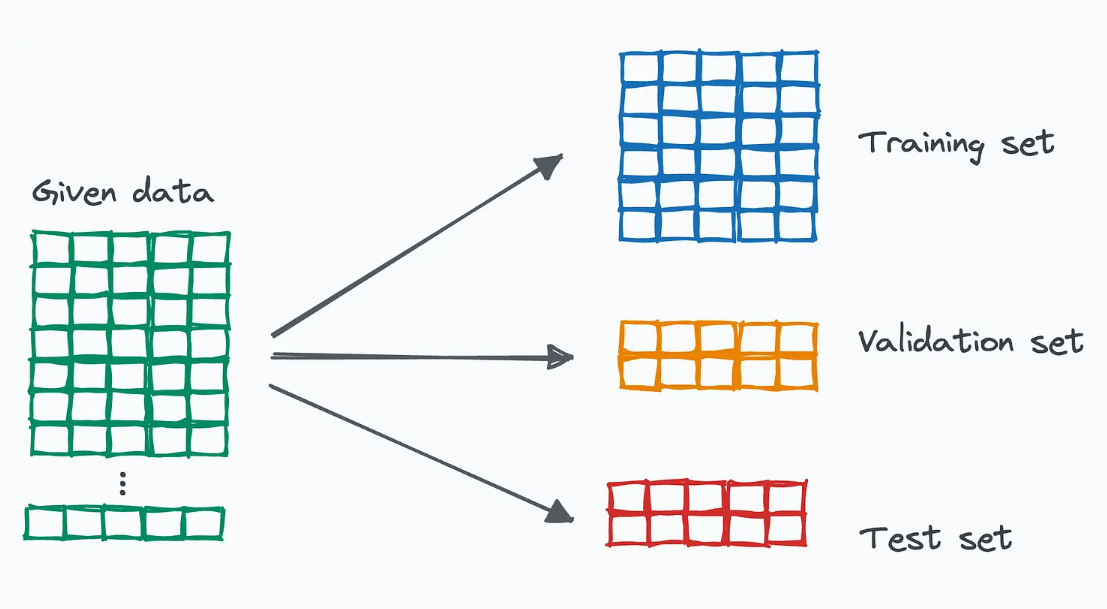 Given data
Training set
Validation set
Test set